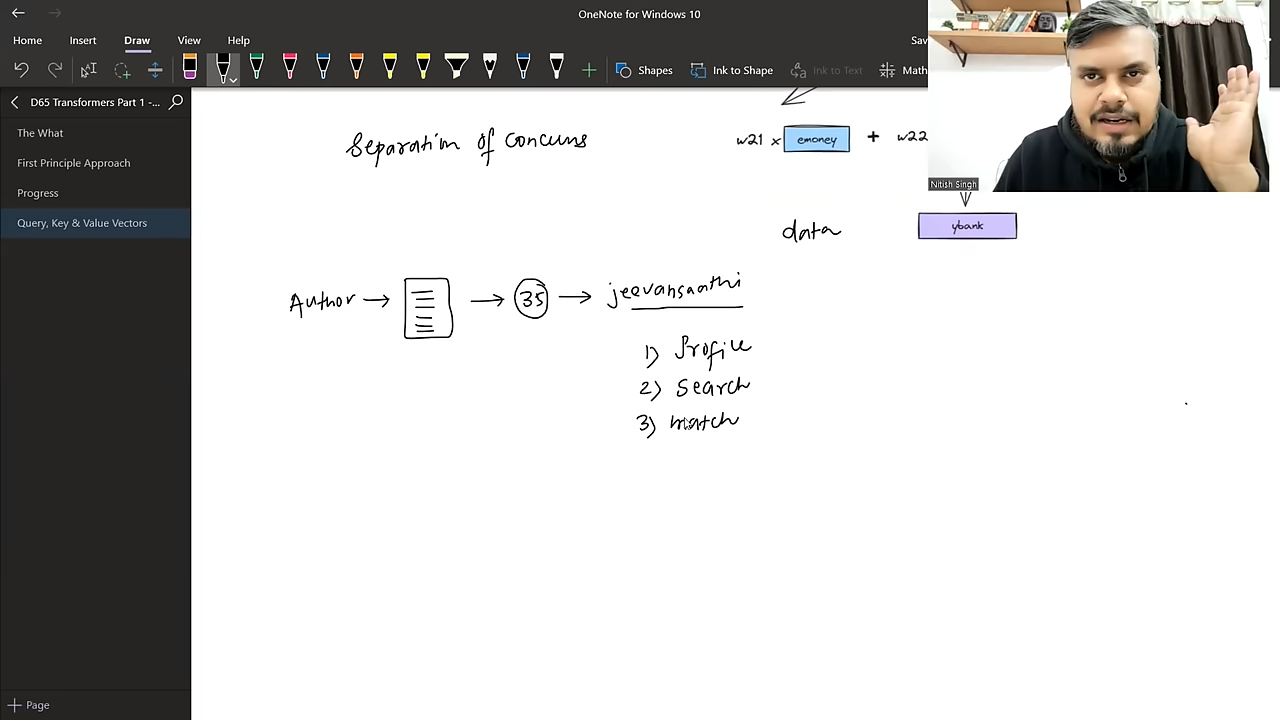 OneNote for Windows 10
Home Insert Draw View Help
Sav
Shapes Ink to Shape Ink to Text Math
D65 Transformers Part 1 -...
The What
First Principle Approach
Progress
Query, Key & Value Vectors
Page
Separation of Concerns
w21 x emoney + w22
Nitish Singh
data
ybank
Author → → 35 → jeevansaathi
1) Profile
2) Search
3) Match